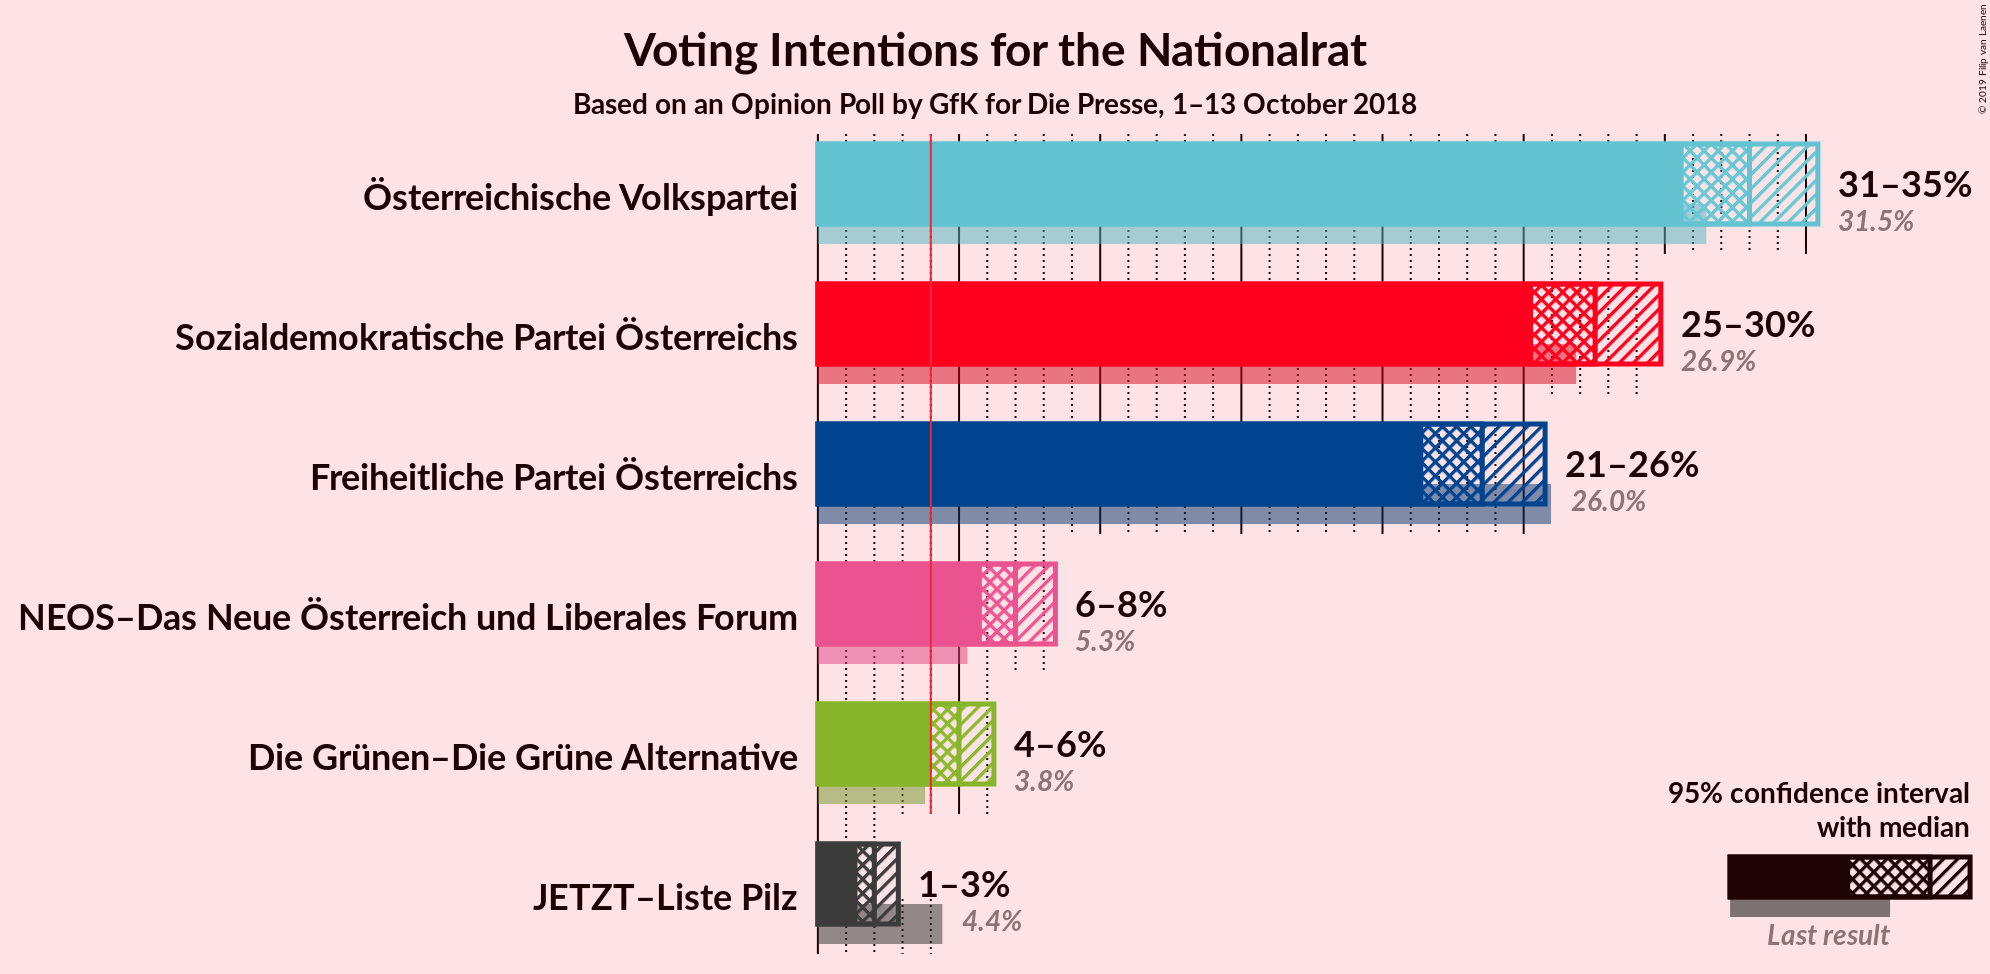 Voting Intentions for the Nationalrat
Based on an Opinion Poll by GfK for Die Presse, 1–13 October 2018
© 2019 Filip van Laenen
Österreichische Volkspartei
31–35%
31.5%
Sozialdemokratische Partei Österreichs
25–30%
26.9%
Freiheitliche Partei Österreichs
21–26%
26.0%
NEOS–Das Neue Österreich und Liberales Forum
6–8%
5.3%
Die Grünen–Die Grüne Alternative
4–6%
3.8%
JETZT–Liste Pilz
1–3%
4.4%
95% confidence interval
with median
Last result